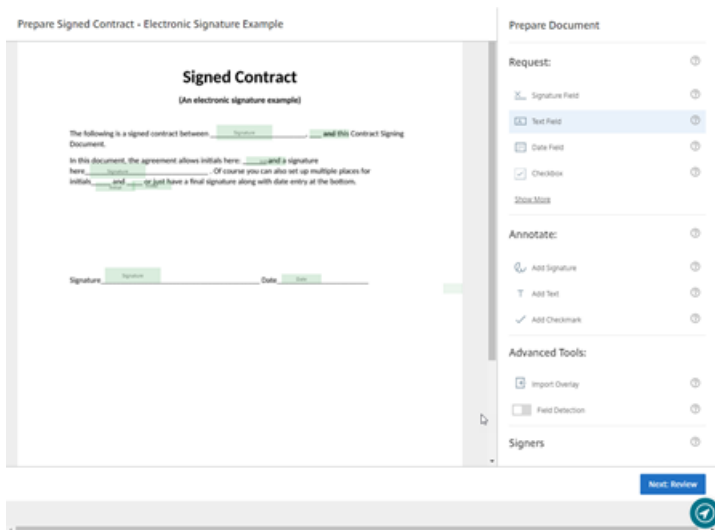 Prepare Signed Contract - Electronic Signature Example
Signed Contract
(An electronic signature example)
The following is a signed contract between Signature , and this Contract Signing
Document.
In this document, the agreement allows initials here: and a signature
here Signature . Of course you can also set up multiple places for
initials and or just have a final signature along with date entry at the bottom.
Signature Signature Date Date
Prepare Document
Request:
Signature Field
Text Field
Date Field
Checkbox
Show More
Annotate:
Add Signature
T Add Text
Add Checkmark
Advanced Tools:
Import Overlay
Field Detection
Signers
Next: Review